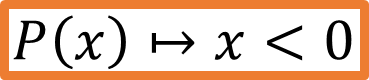 P(x) ↦ x < 0